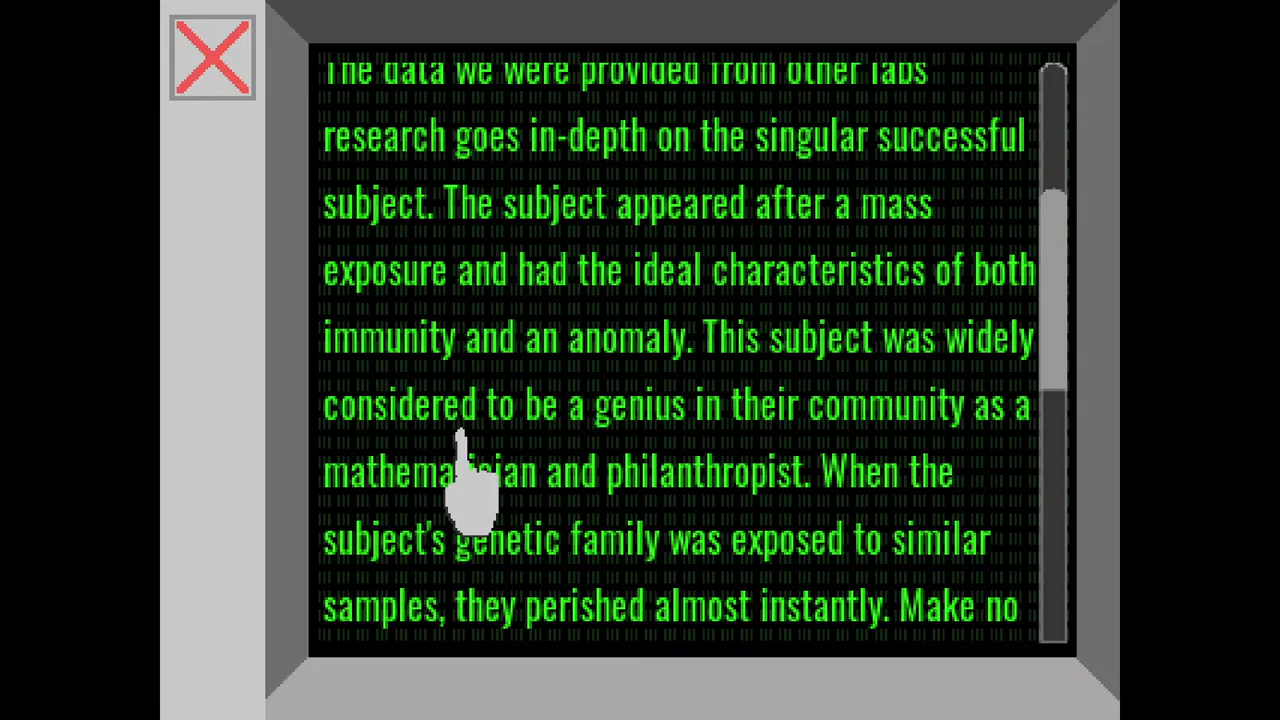 The data we were provided from other labs
research goes in-depth on the singular successful
subject. The subject appeared after a mass
exposure and had the ideal characteristics of both
immunity and an anomaly. This subject was widely
considered to be a genius in their community as a
mathematician and philanthropist. When the
subject's genetic family was exposed to similar
samples, they perished almost instantly. Make no